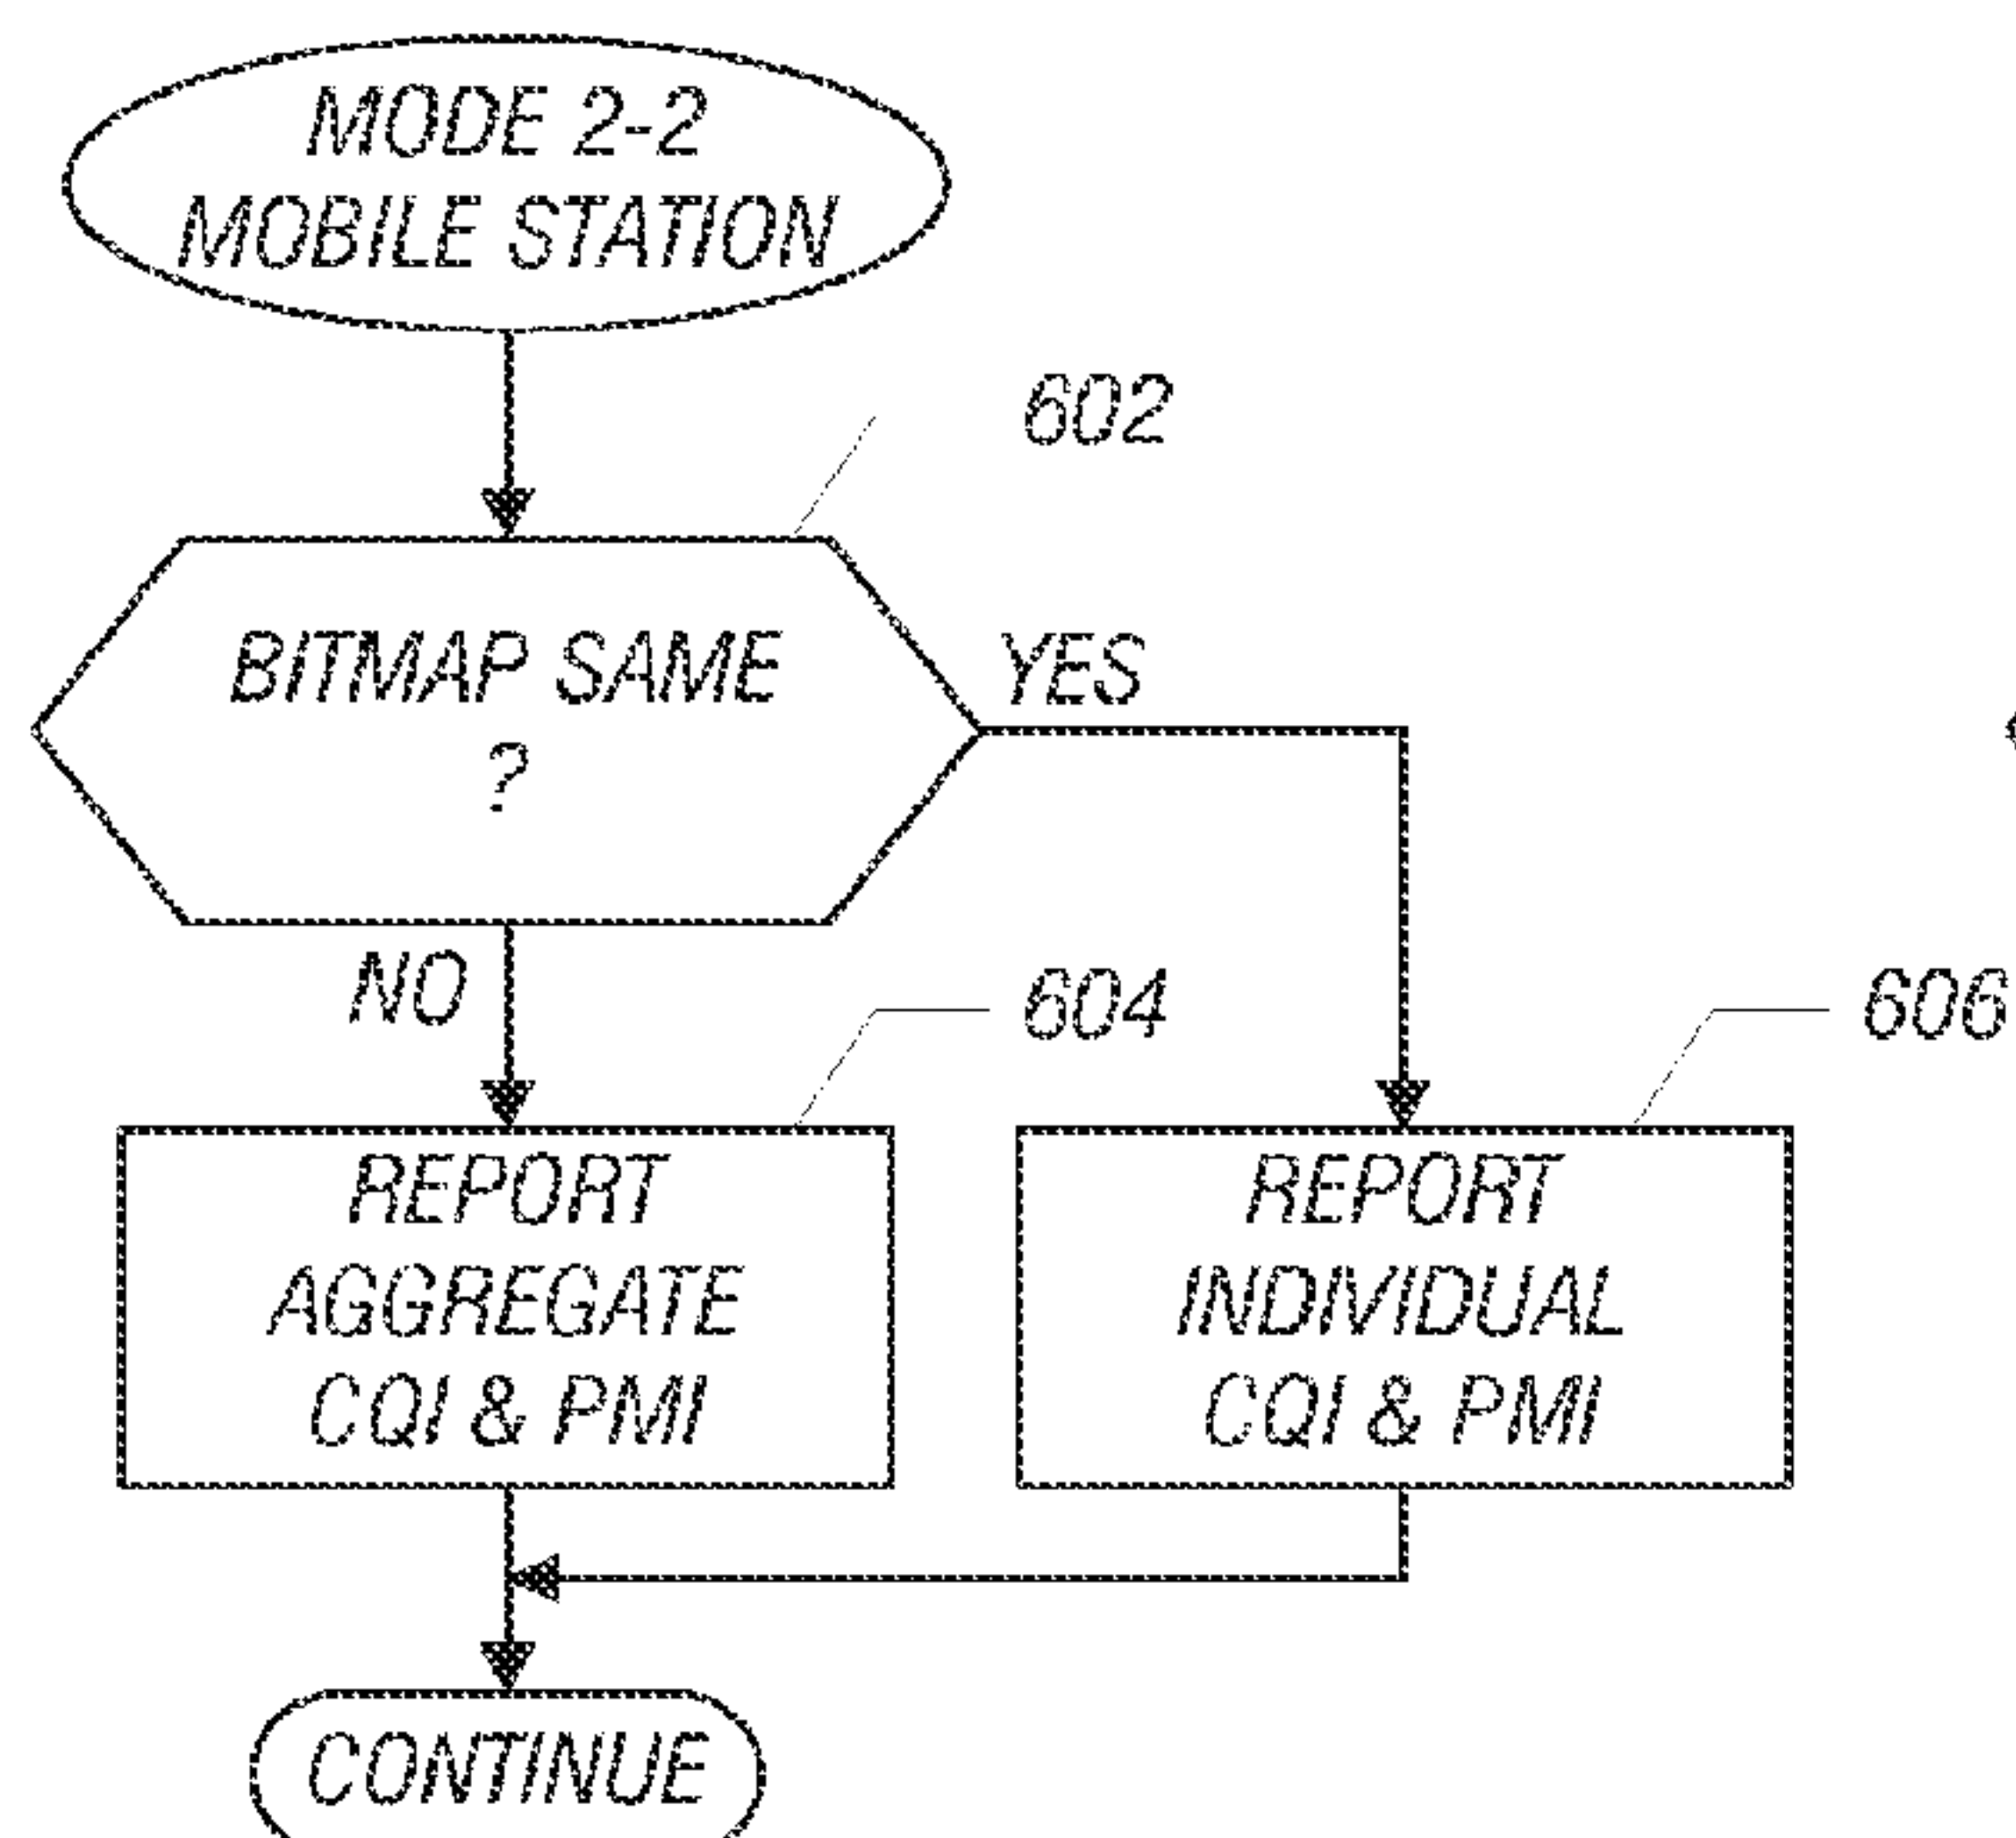 MODE 2-2
MOBILE STATION
602
BITMAP SAME
?
YES
NO
604
606
REPORT
AGGREGATE
CQI & PMI
REPORT
INDIVIDUAL
CQI & PMI
CONTINUE